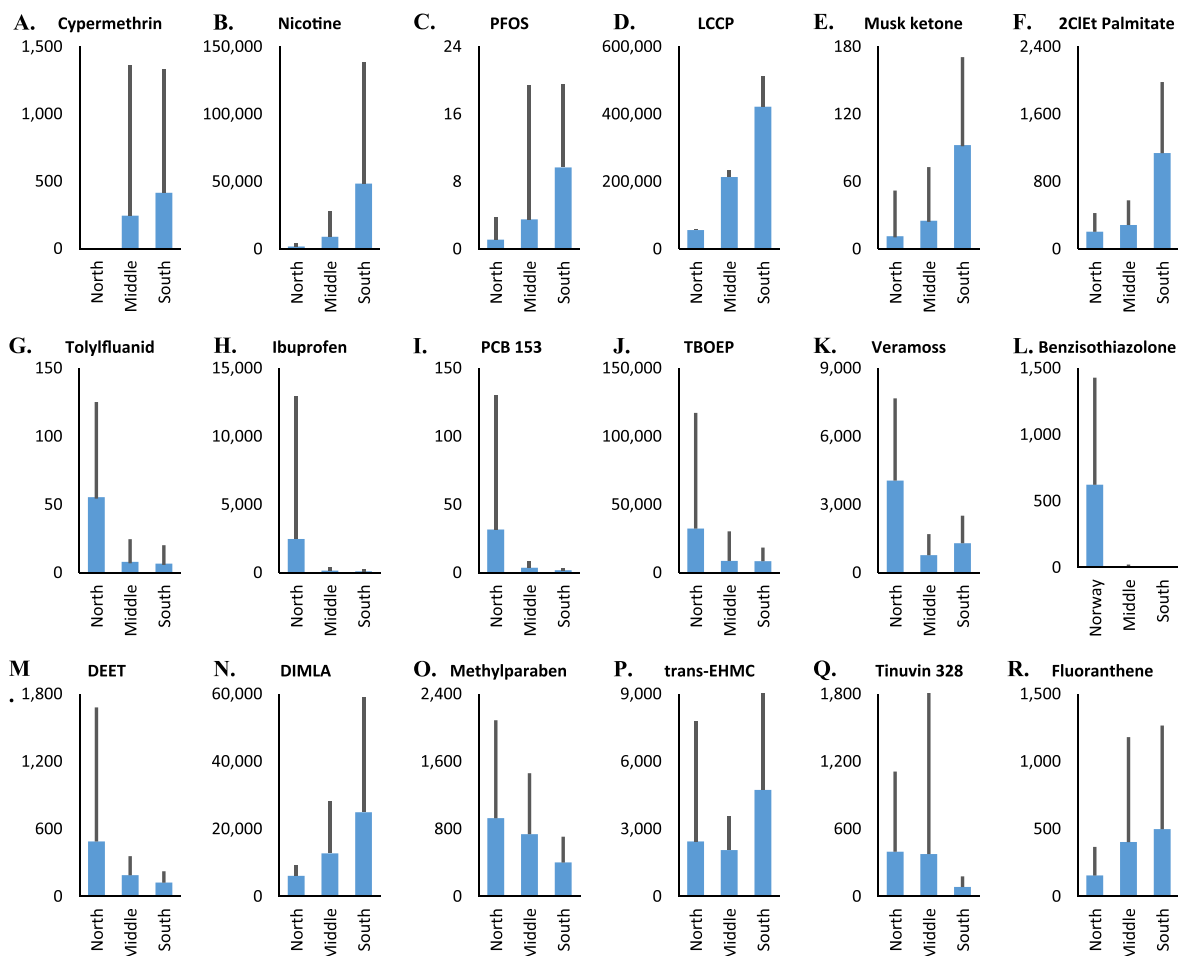 A. Cypermethrin
1,500
1,000
500
0
North
Middle
South
B. Nicotine
150,000
100,000
50,000
0
North
Middle
South
C. PFOS
24
16
8
0
North
Middle
South
D. LCCP
600,000
400,000
200,000
0
North
Middle
South
E. Musk ketone
180
120
60
0
North
Middle
South
F. 2ClEt Palmitate
2,400
1,600
800
0
North
Middle
South
G. Tolylfluanid
150
100
50
0
North
Middle
South
H. Ibuprofen
15,000
10,000
5,000
0
North
Middle
South
I. PCB 153
150
100
50
0
North
Middle
South
J. TBOEP
150,000
100,000
50,000
0
North
Middle
South
K. Veramoss
9,000
6,000
3,000
0
North
Middle
South
L. Benzisothiazolone
1,500
1,000
500
0
Norway
Middle
South
M
. DEET
1,800
1,200
600
0
North
Middle
South
N. DIMLA
60,000
40,000
20,000
0
North
Middle
South
O. Methylparaben
2,400
1,600
800
0
North
Middle
South
P. trans-EHMC
9,000
6,000
3,000
0
North
Middle
South
Q. Tinuvin 328
1,800
1,200
600
0
North
Middle
South
R. Fluoranthene
1,500
1,000
500
0
North
Middle
South